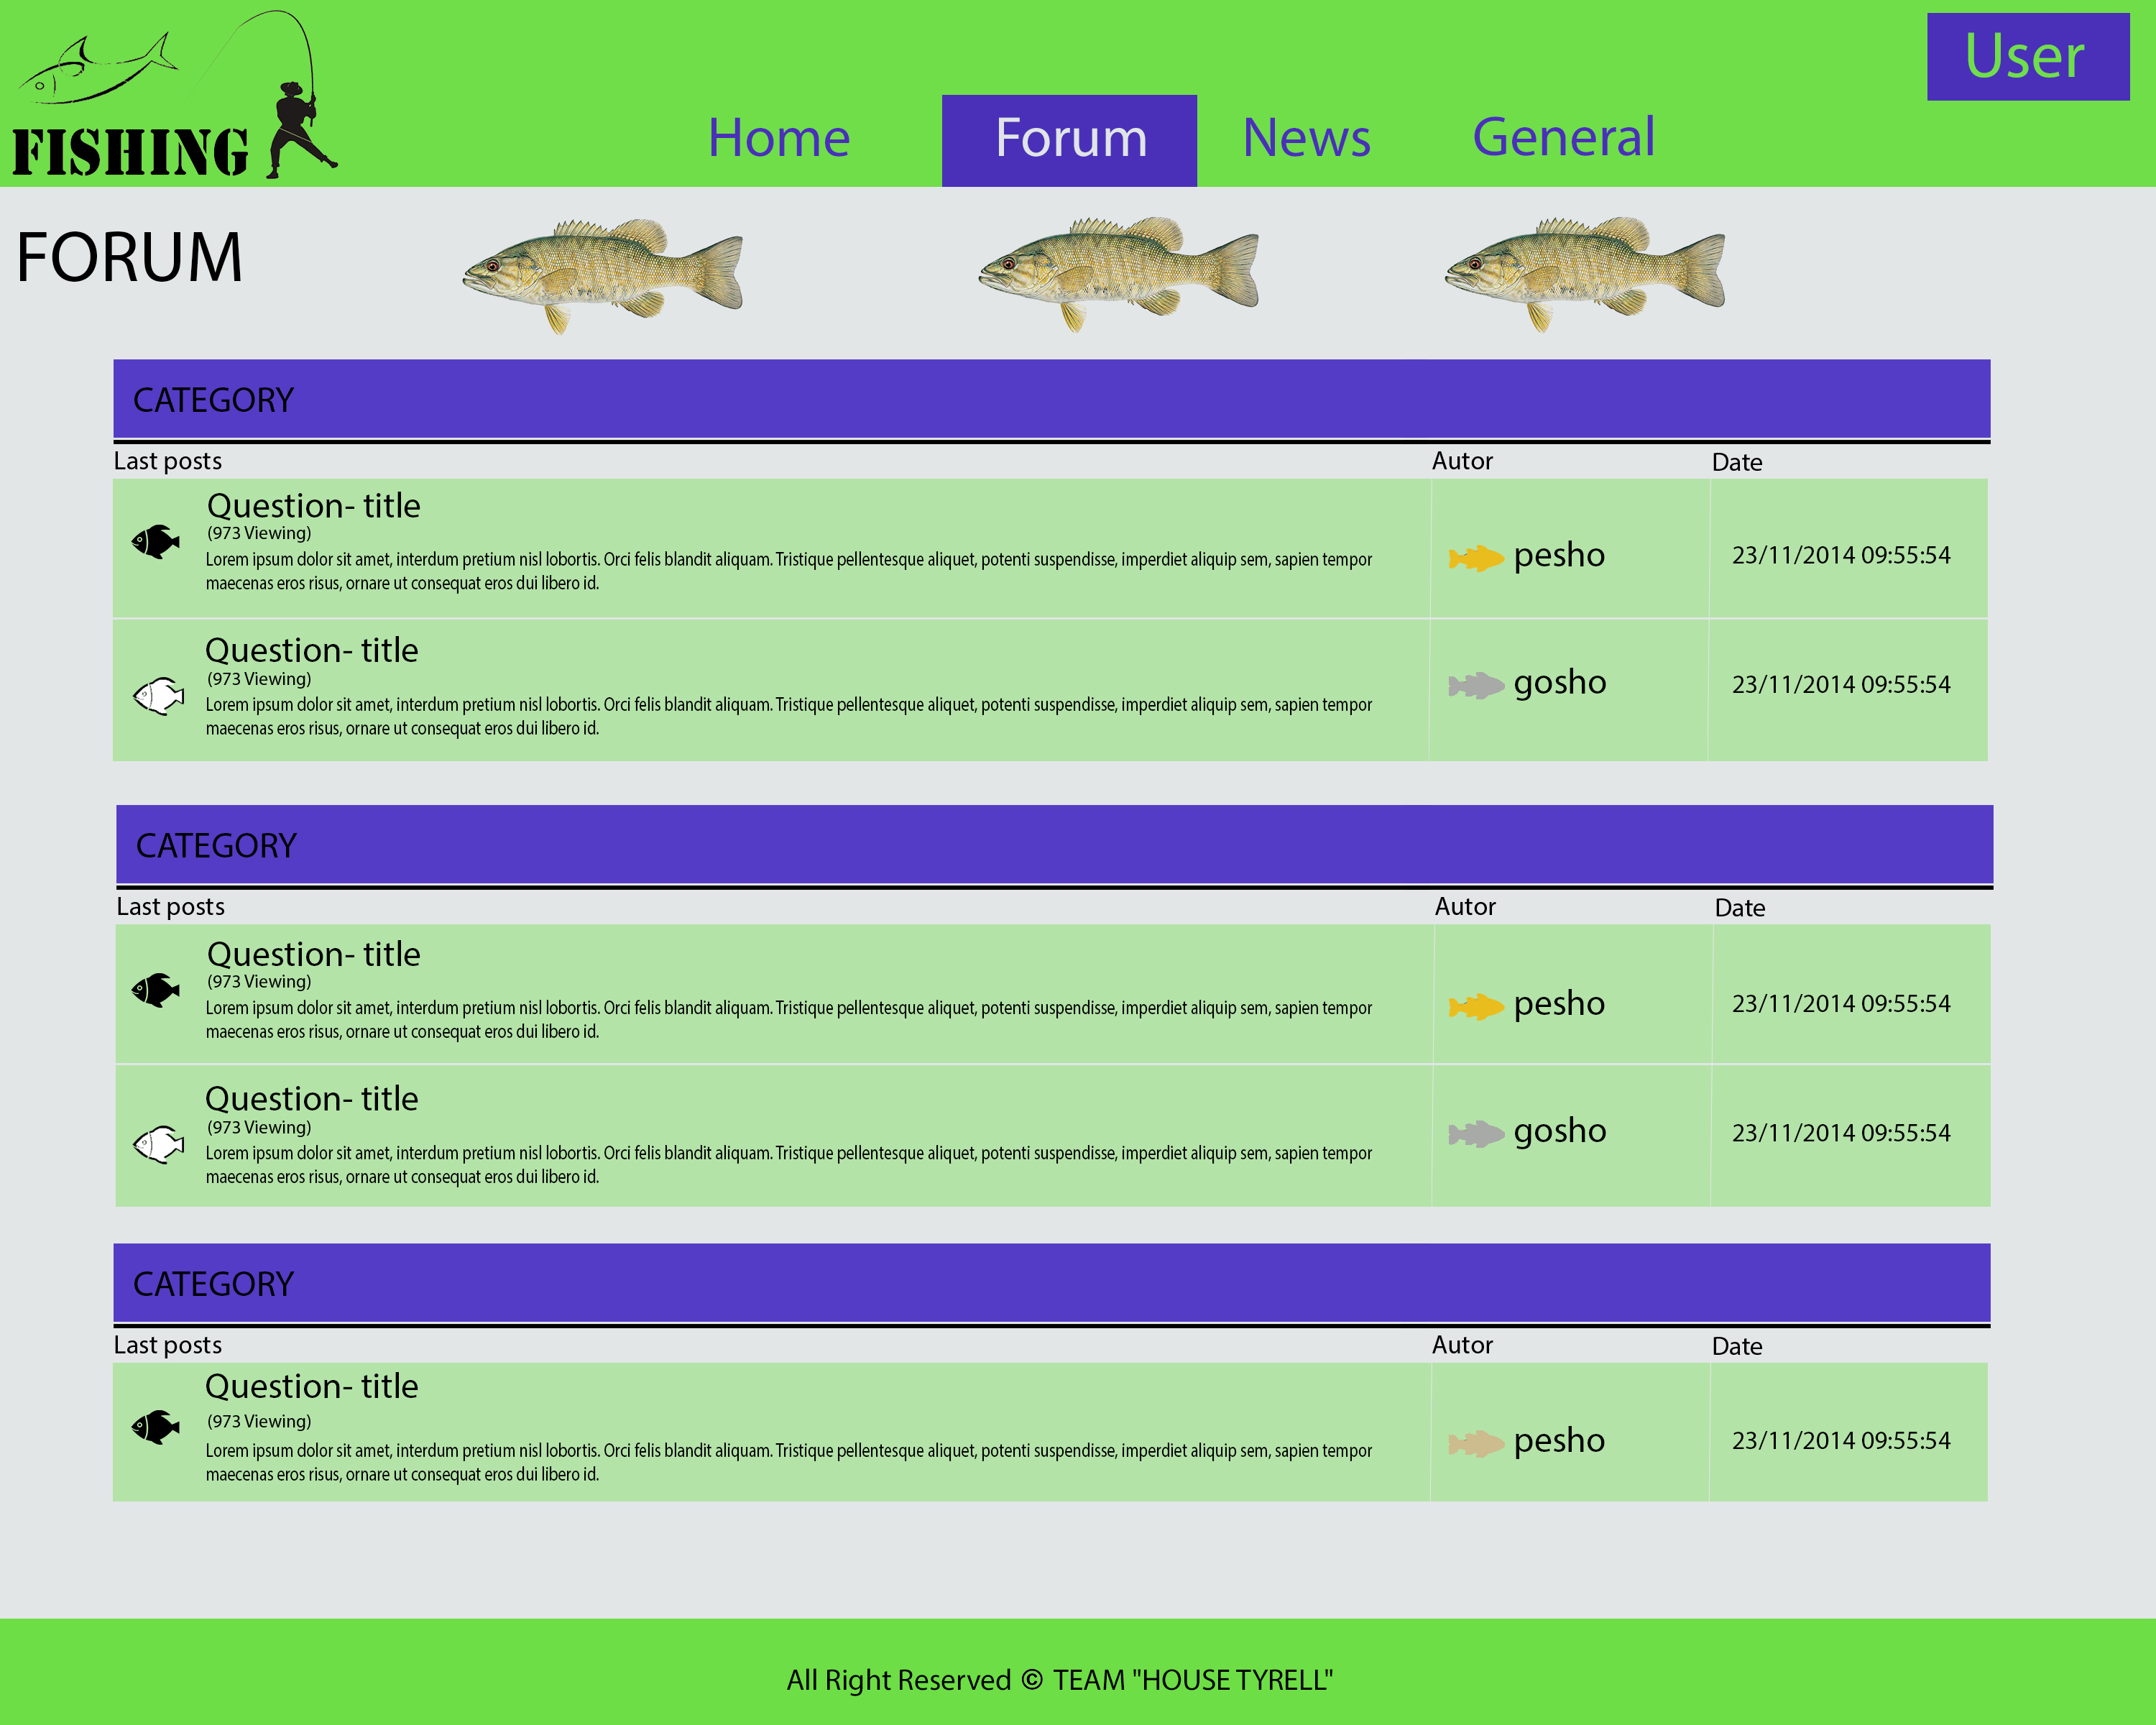 FISHING
User
Home Forum News General
FORUM
CATEGORY
Last posts Autor Date
Question- title
(973 Viewing)
Lorem ipsum dolor sit amet, interdum pretium nisl lobortis. Orci felis blandit aliquam. Tristique pellentesque aliquet, potenti suspendisse, imperdiet aliquip sem, sapien tempor
maecenas eros risus, ornare ut consequat eros dui libero id.
pesho
23/11/2014 09:55:54
Question- title
(973 Viewing)
Lorem ipsum dolor sit amet, interdum pretium nisl lobortis. Orci felis blandit aliquam. Tristique pellentesque aliquet, potenti suspendisse, imperdiet aliquip sem, sapien tempor
maecenas eros risus, ornare ut consequat eros dui libero id.
gosho
23/11/2014 09:55:54
CATEGORY
Last posts Autor Date
Question- title
(973 Viewing)
Lorem ipsum dolor sit amet, interdum pretium nisl lobortis. Orci felis blandit aliquam. Tristique pellentesque aliquet, potenti suspendisse, imperdiet aliquip sem, sapien tempor
maecenas eros risus, ornare ut consequat eros dui libero id.
pesho
23/11/2014 09:55:54
Question- title
(973 Viewing)
Lorem ipsum dolor sit amet, interdum pretium nisl lobortis. Orci felis blandit aliquam. Tristique pellentesque aliquet, potenti suspendisse, imperdiet aliquip sem, sapien tempor
maecenas eros risus, ornare ut consequat eros dui libero id.
gosho
23/11/2014 09:55:54
CATEGORY
Last posts Autor Date
Question- title
(973 Viewing)
Lorem ipsum dolor sit amet, interdum pretium nisl lobortis. Orci felis blandit aliquam. Tristique pellentesque aliquet, potenti suspendisse, imperdiet aliquip sem, sapien tempor
maecenas eros risus, ornare ut consequat eros dui libero id.
pesho
23/11/2014 09:55:54
All Right Reserved © TEAM "HOUSE TYRELL"